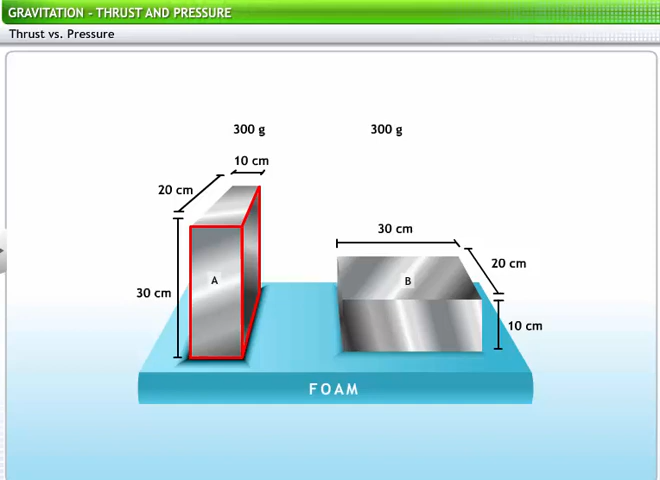 GRAVITATION - THRUST AND PRESSURE
Thrust vs. Pressure
300 g
300 g
10 cm
20 cm
30 cm
20 cm
A
B
30 cm
10 cm
FOAM